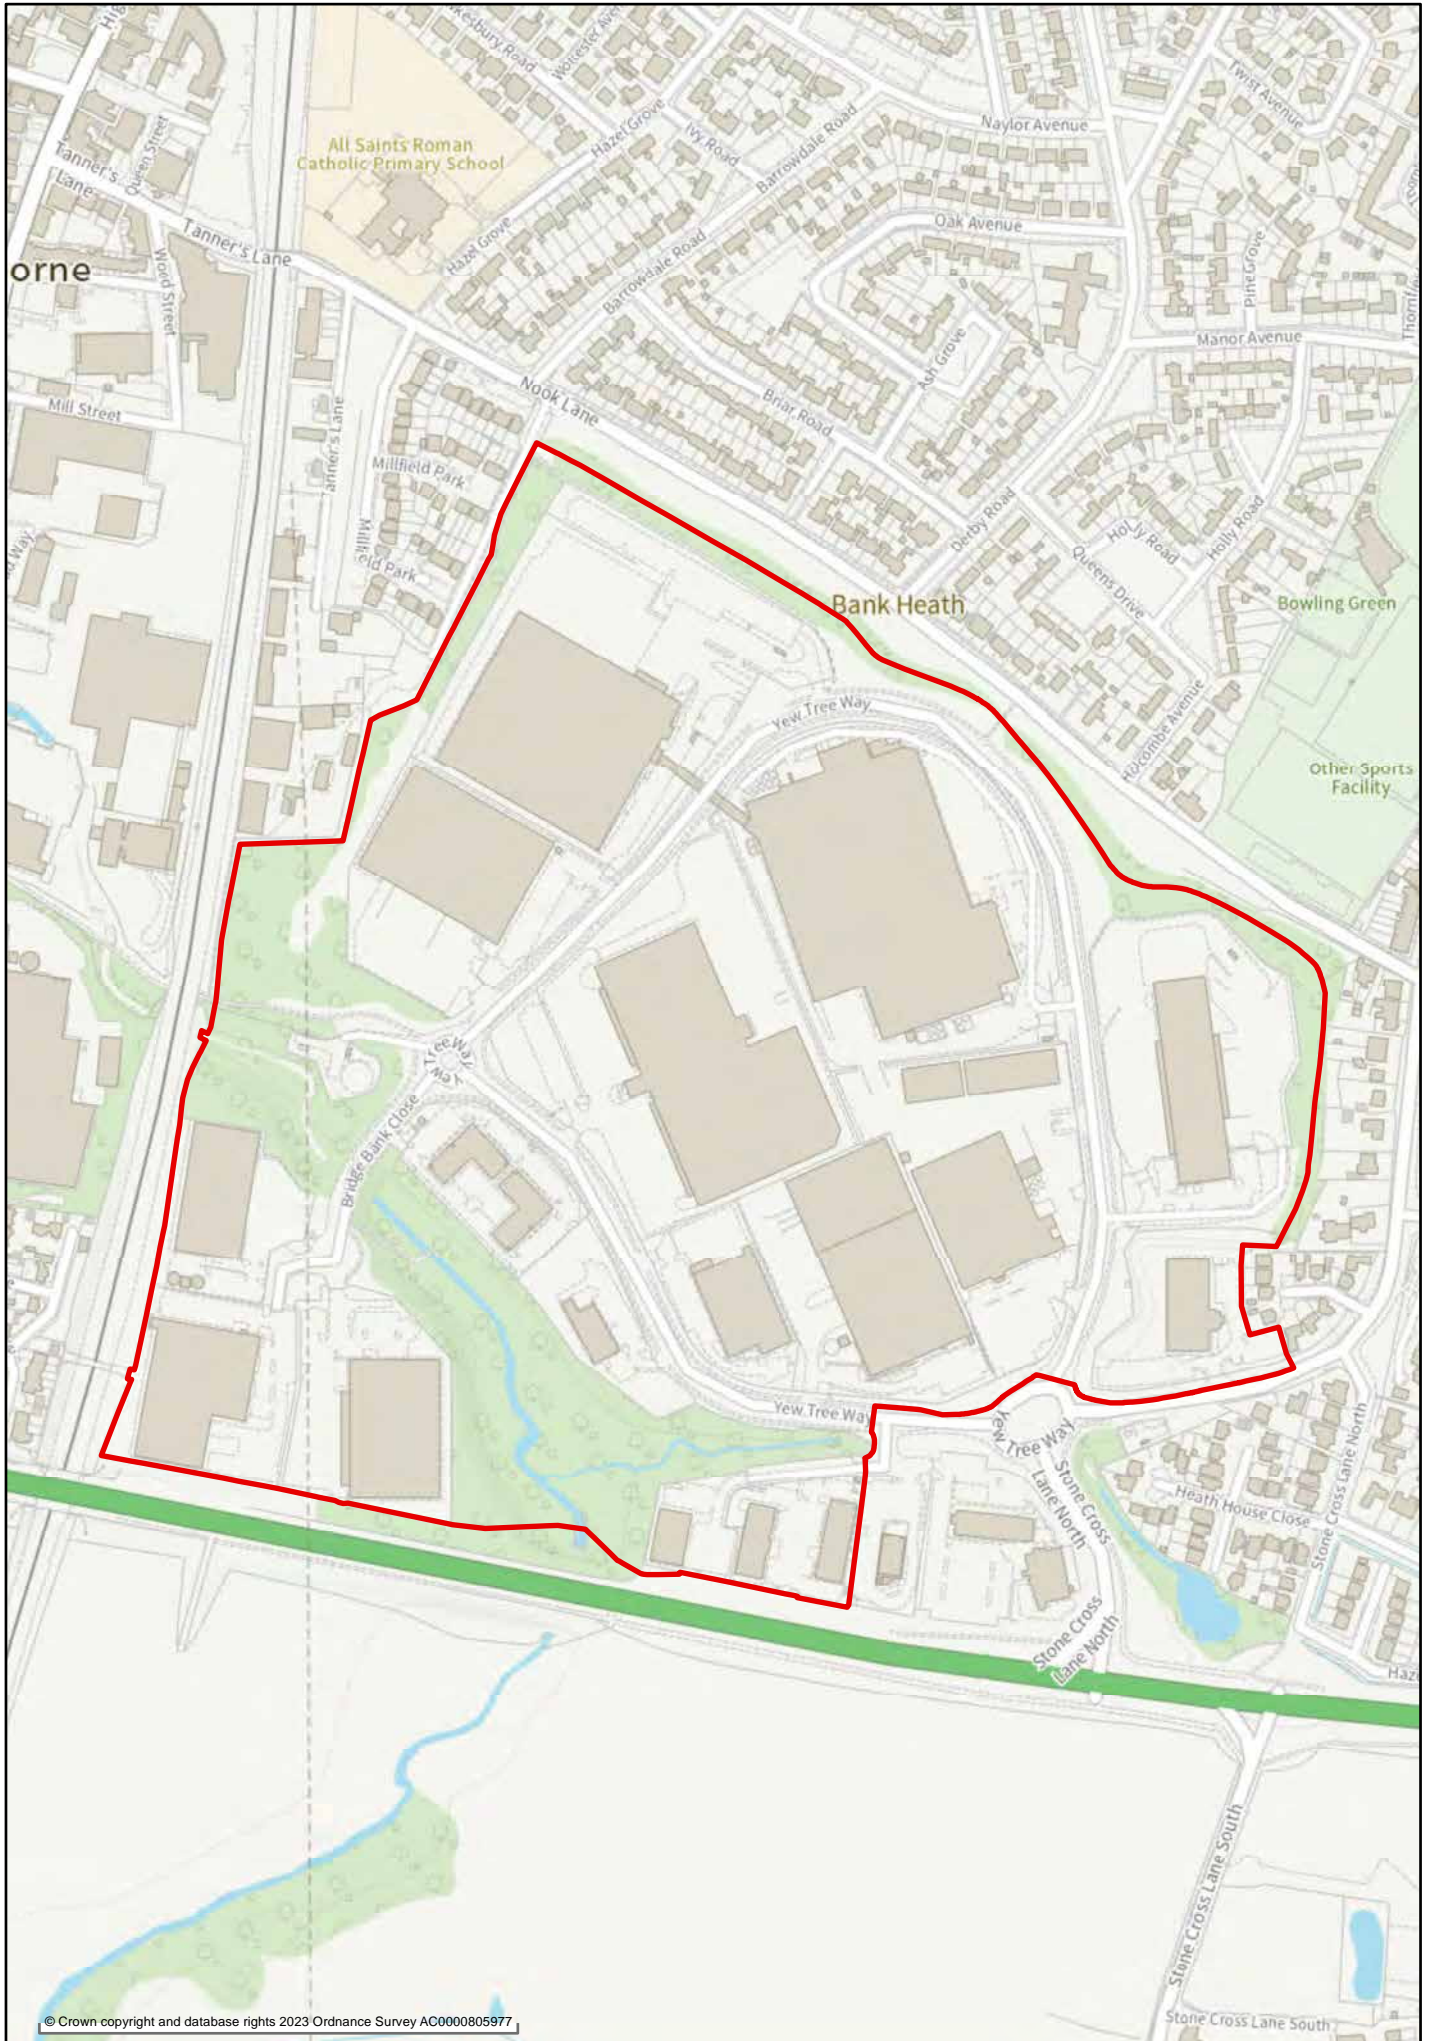 Worcester Ave
Tanner's
Lane
Queen Street
All Saints Roman
Catholic Primary School
Hazel Grove
Ivy Road
Barrowdale Road
Naylor Avenue
Twist Avenue
orne
Wood Street
Tanner's Lane
Hazel Grove
Barrowdale Road
Oak Avenue
Pine Grove
Manor Avenue
Ash Grove
Mill Street
Nook Lane
Briar Road
Millfield Park
Millfield Park
Derby Road
Holly Road
Holly Road
Queens Drive
Bank Heath
Bowling Green
Yew Tree Way
Holcombe Avenue
Other Sports
Facility
Yew Tree Way
Bridge Bank Close
Yew Tree Way
Yew Tree Way
Stone Cross
Lane North
Heath House Close
Stone Cross Lane North
Stone Cross
Lane North
Stone Cross Lane South
Stone Cross Lane South
© Crown copyright and database rights 2023 Ordnance Survey AC0000805977